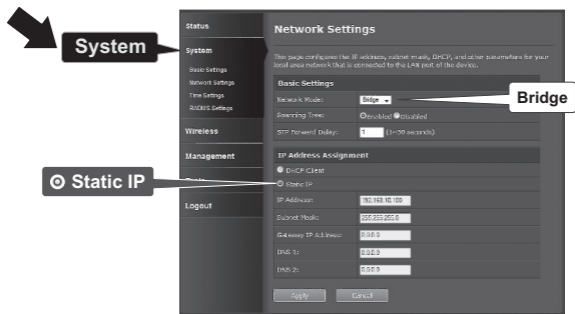 System
Static IP
Bridge
Status
System
Basic Settings
Network Settings
Time Settings
RADIUS Settings
Wireless
Management
Logout
Network Settings
This page configures the IP address, subnet mask, DHCP, and other parameters for your
local area network that is connected to the LAN port of the device.
Basic Settings
Network Mode: Bridge
Spanning Tree: Enabled Disabled
STP Forward Delay: 1 (1~30 seconds)
IP Address Assignment
DHCP Client
Static IP
IP Address: 192.168.10.100
Subnet Mask: 255.255.255.0
Gateway IP Address: 0.0.0.0
DNS 1: 0.0.0.0
DNS 2: 0.0.0.0
Apply Cancel